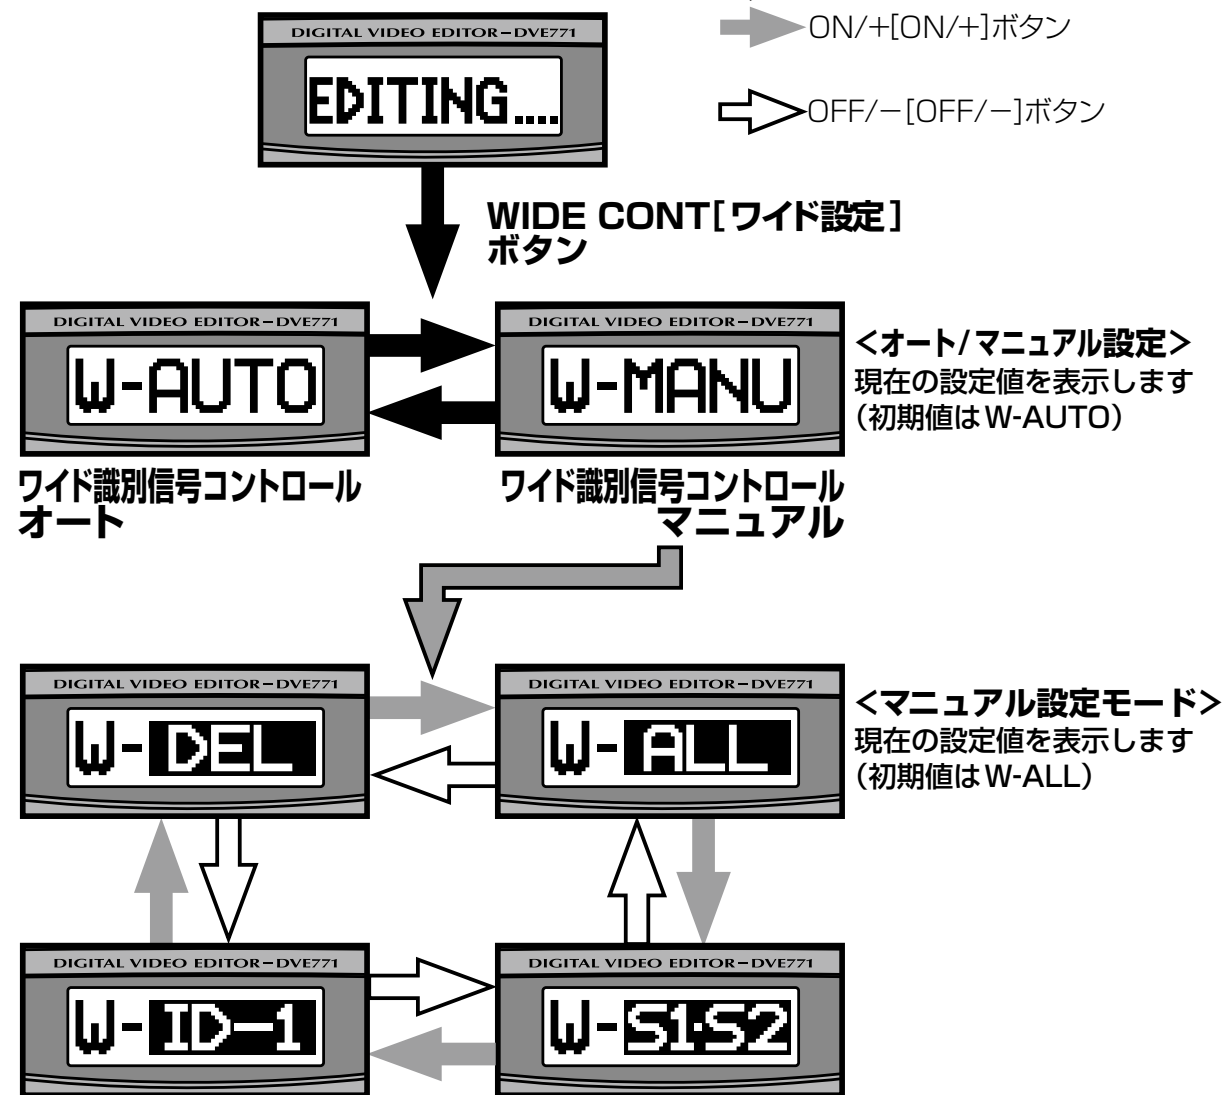 DIGITAL VIDEO EDITOR−DVE771
EDITING....
ON/+[ON/+]ボタン
OFF/−[OFF/−]ボタン
WIDE CONT[ワイド設定]
ボタン
DIGITAL VIDEO EDITOR−DVE771
W-AUTO
DIGITAL VIDEO EDITOR−DVE771
W-MANU
<オート/マニュアル設定>
現在の設定値を表示します
(初期値はW-AUTO)
ワイド識別信号コントロール
オート
ワイド識別信号コントロール
マニュアル
DIGITAL VIDEO EDITOR−DVE771
W-DEL
DIGITAL VIDEO EDITOR−DVE771
W-ALL
<マニュアル設定モード>
現在の設定値を表示します
(初期値はW-ALL)
DIGITAL VIDEO EDITOR−DVE771
W-ID-1
DIGITAL VIDEO EDITOR−DVE771
W-S1·S2